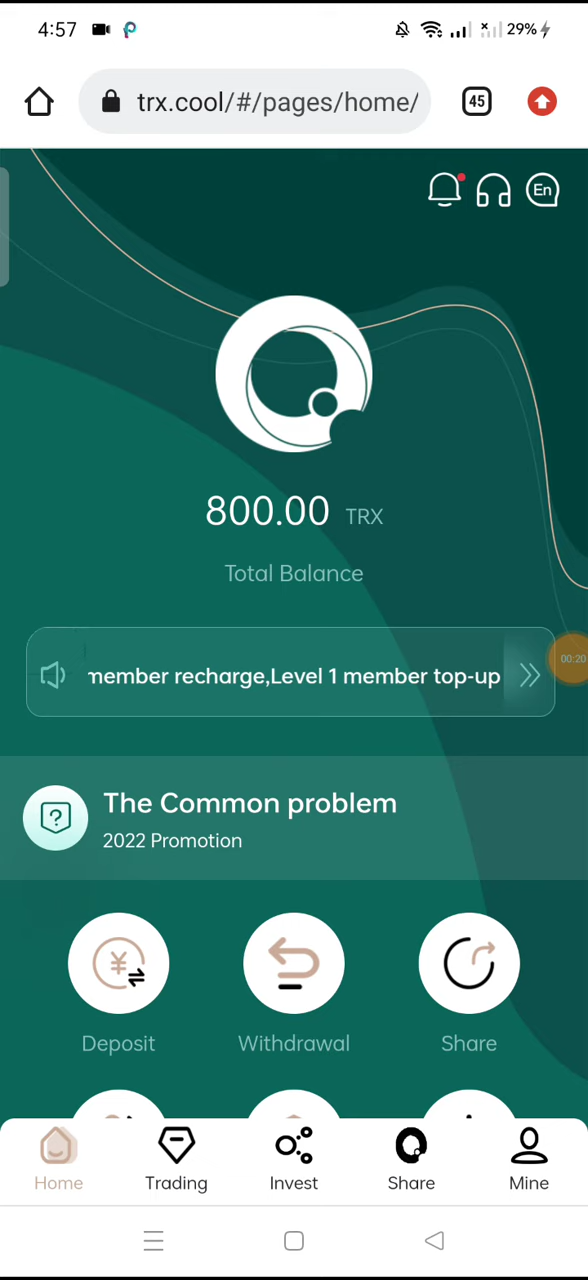 4:57
29%
trx.cool/#/pages/home/
45
En
800.00 TRX
Total Balance
00:20
member recharge,Level 1 member top-up
The Common problem
2022 Promotion
Deposit
Withdrawal
Share
Home
Trading
Invest
Share
Mine